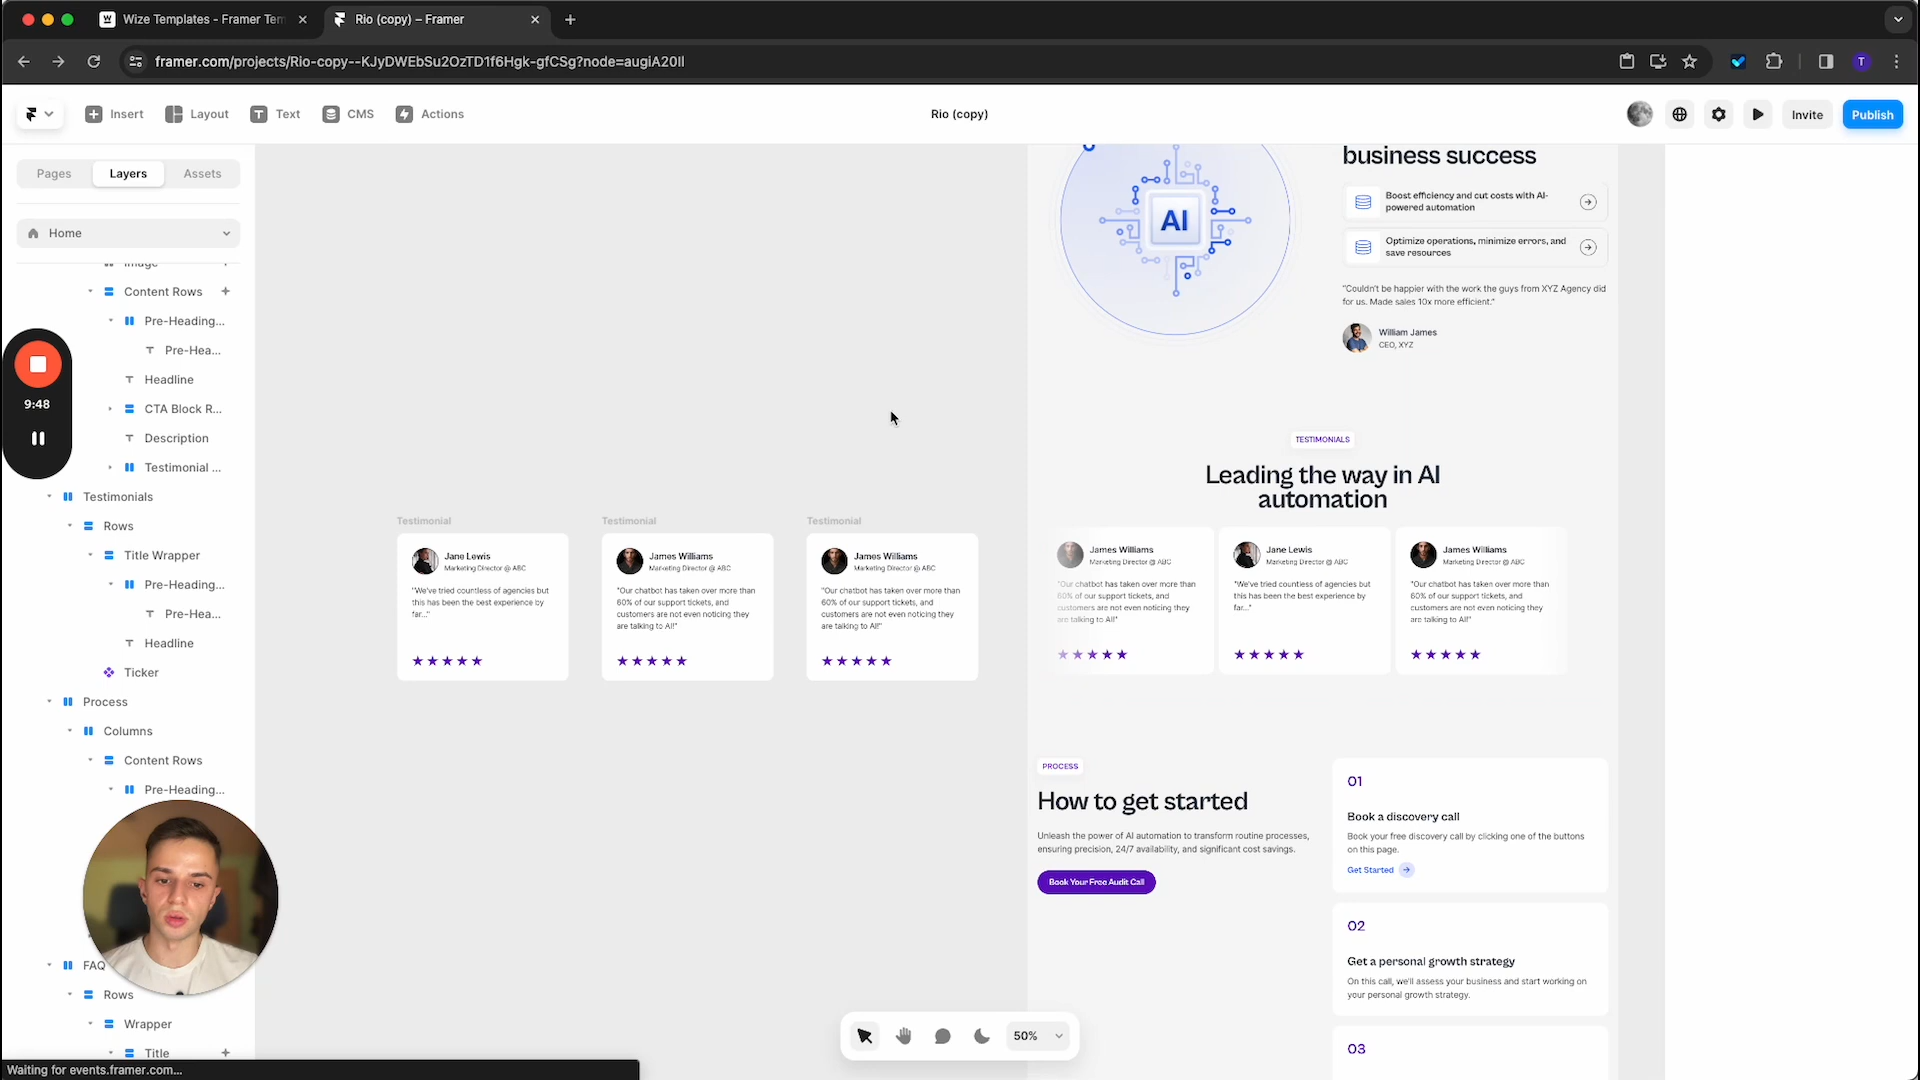 Wize Templates - Framer Tem
Rio (copy) – Framer
framer.com/projects/Rio-copy--KJyDWEbSu2OzTD1f6Hgk-gfCSg?node=augiA20Il
T
Insert
Layout
Text
CMS
Actions
Rio (copy)
Invite
Publish
Pages
Layers
Assets
Home
Image
Content Rows
Pre-Heading...
Pre-Hea...
Headline
CTA Block R...
Description
Testimonial ...
Testimonials
Rows
Title Wrapper
Pre-Heading...
Pre-Hea...
Headline
Ticker
Process
Columns
Content Rows
Pre-Heading...
FAQ
Rows
Wrapper
Title
9:48
Waiting for events.framer.com...
Testimonial
Jane Lewis
Marketing Director @ ABC
"We've tried countless of agencies but
this has been the best experience by
far..."
★★★★★
Testimonial
James Williams
Marketing Director @ ABC
"Our chatbot has taken over more than
60% of our support tickets, and
customers are not even noticing they
are talking to AI!"
★★★★★
Testimonial
James Williams
Marketing Director @ ABC
"Our chatbot has taken over more than
60% of our support tickets, and
customers are not even noticing they
are talking to AI!"
★★★★★
AI
business success
Boost efficiency and cut costs with AI-
powered automation
Optimize operations, minimize errors, and
save resources
"Couldn't be happier with the work the guys from XYZ Agency did
for us. Made sales 10x more efficient."
William James
CEO, XYZ
TESTIMONIALS
Leading the way in AI
automation
James Williams
Marketing Director @ ABC
"Our chatbot has taken over more than
60% of our support tickets, and
customers are not even noticing they
are talking to AI!"
★★★★★
Jane Lewis
Marketing Director @ ABC
"We've tried countless of agencies but
this has been the best experience by
far..."
★★★★★
James Williams
Marketing Director @ ABC
"Our chatbot has taken over more than
60% of our support tickets, and
customers are not even noticing they
are talking to AI!"
★★★★★
PROCESS
How to get started
Unleash the power of AI automation to transform routine processes,
ensuring precision, 24/7 availability, and significant cost savings.
Book Your Free Audit Call
01
Book a discovery call
Book your free discovery call by clicking one of the buttons
on this page.
Get Started
02
Get a personal growth strategy
On this call, we'll assess your business and start working on
your personal growth strategy.
03
50%